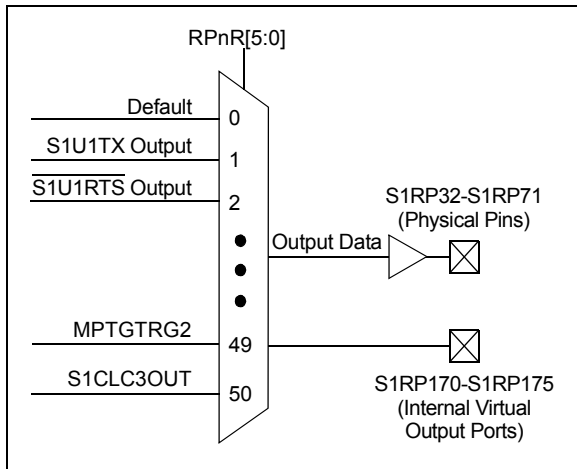 RPnR[5:0]
Default
0
S1U1TX Output
1
S1U1RTS Output
2
S1RP32-S1RP71
(Physical Pins)
Output Data
MPTGTRG2
49
S1CLC3OUT
50
S1RP170-S1RP175
(Internal Virtual
Output Ports)